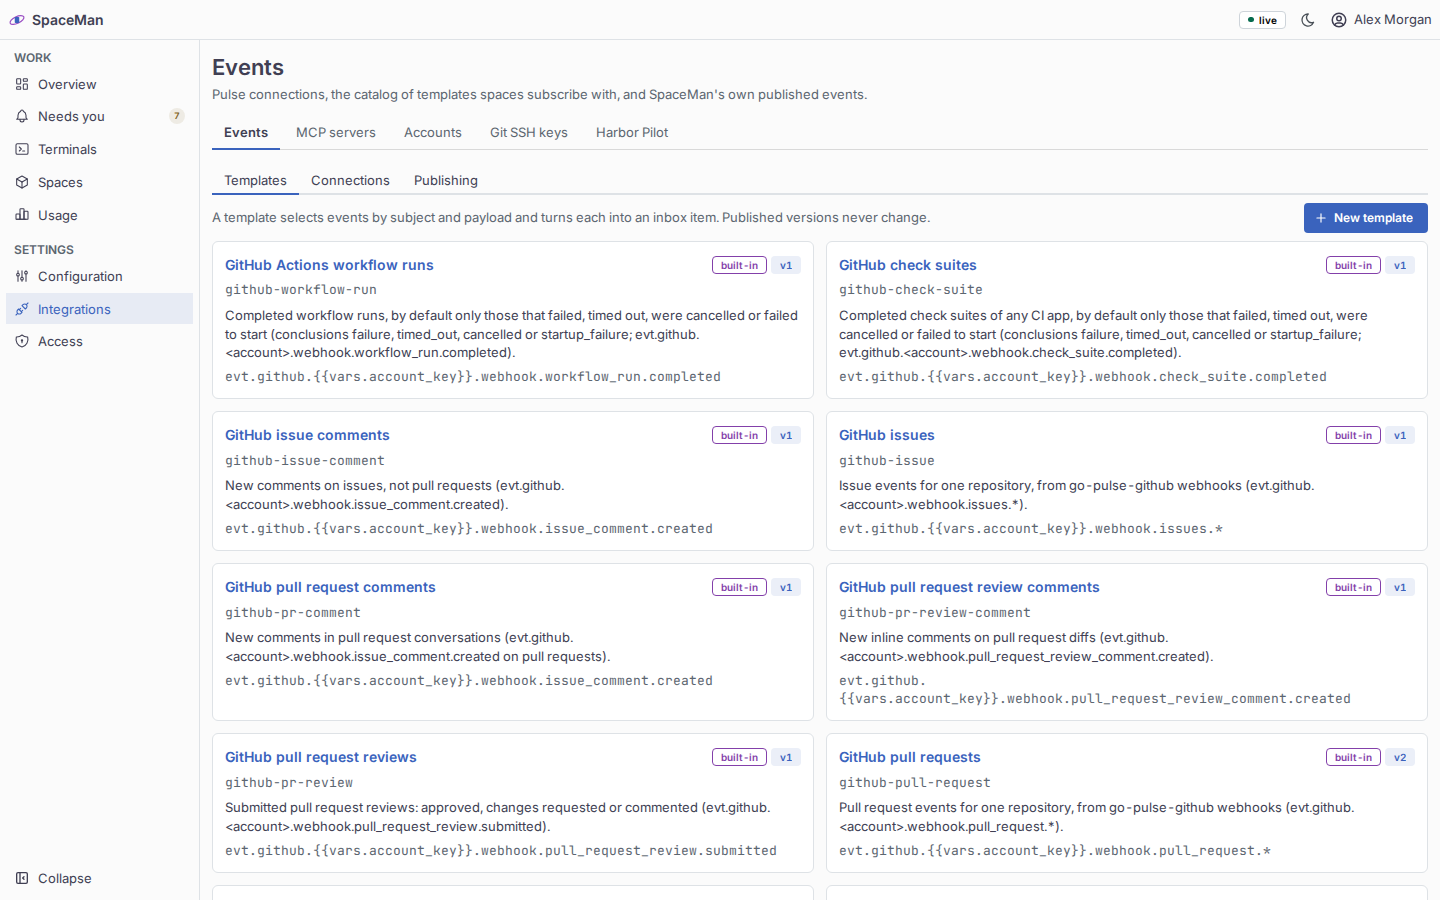 SpaceMan
live
Alex Morgan
WORK
Overview
Needs you
7
Terminals
Spaces
Usage
SETTINGS
Configuration
Integrations
Access
Collapse
Events
Pulse connections, the catalog of templates spaces subscribe with, and SpaceMan's own published events.
Events
MCP servers
Accounts
Git SSH keys
Harbor Pilot
Templates
Connections
Publishing
A template selects events by subject and payload and turns each into an inbox item. Published versions never change.
New template
GitHub Actions workflow runs
built-in
v1
github-workflow-run
Completed workflow runs, by default only those that failed, timed out, were cancelled or failed
to start (conclusions failure, timed_out, cancelled or startup_failure; evt.github.
<account>.webhook.workflow_run.completed).
evt.github.{{vars.account_key}}.webhook.workflow_run.completed
GitHub check suites
built-in
v1
github-check-suite
Completed check suites of any CI app, by default only those that failed, timed out, were
cancelled or failed to start (conclusions failure, timed_out, cancelled or startup_failure;
evt.github.<account>.webhook.check_suite.completed).
evt.github.{{vars.account_key}}.webhook.check_suite.completed
GitHub issue comments
built-in
v1
github-issue-comment
New comments on issues, not pull requests (evt.github.
<account>.webhook.issue_comment.created).
evt.github.{{vars.account_key}}.webhook.issue_comment.created
GitHub issues
built-in
v1
github-issue
Issue events for one repository, from go-pulse-github webhooks (evt.github.
<account>.webhook.issues.*).
evt.github.{{vars.account_key}}.webhook.issues.*
GitHub pull request comments
built-in
v1
github-pr-comment
New comments in pull request conversations (evt.github.
<account>.webhook.issue_comment.created on pull requests).
evt.github.{{vars.account_key}}.webhook.issue_comment.created
GitHub pull request review comments
built-in
v1
github-pr-review-comment
New inline comments on pull request diffs (evt.github.
<account>.webhook.pull_request_review_comment.created).
evt.github.
{{vars.account_key}}.webhook.pull_request_review_comment.created
GitHub pull request reviews
built-in
v1
github-pr-review
Submitted pull request reviews: approved, changes requested or commented (evt.github.
<account>.webhook.pull_request_review.submitted).
evt.github.{{vars.account_key}}.webhook.pull_request_review.submitted
GitHub pull requests
built-in
v2
github-pull-request
Pull request events for one repository, from go-pulse-github webhooks (evt.github.
<account>.webhook.pull_request.*).
evt.github.{{vars.account_key}}.webhook.pull_request.*